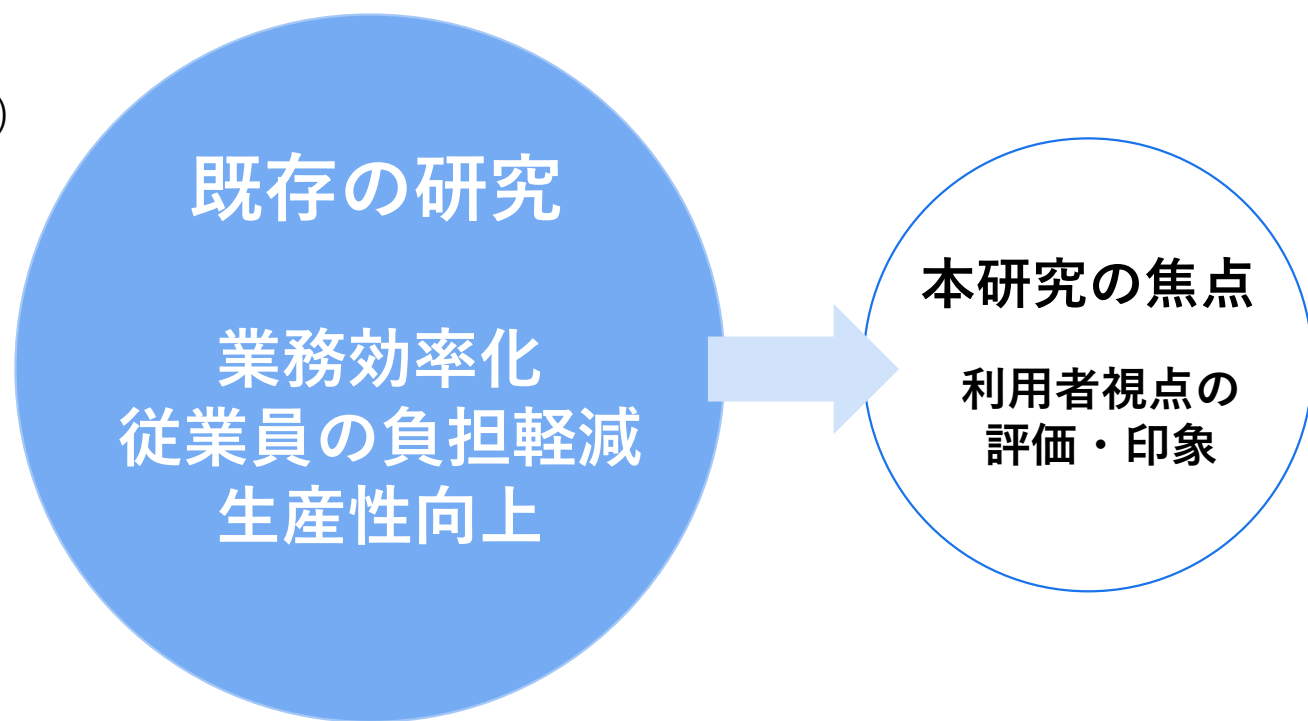 )
既存の研究
業務効率化
従業員の負担軽減
生産性向上
本研究の焦点
利用者視点の
評価・印象